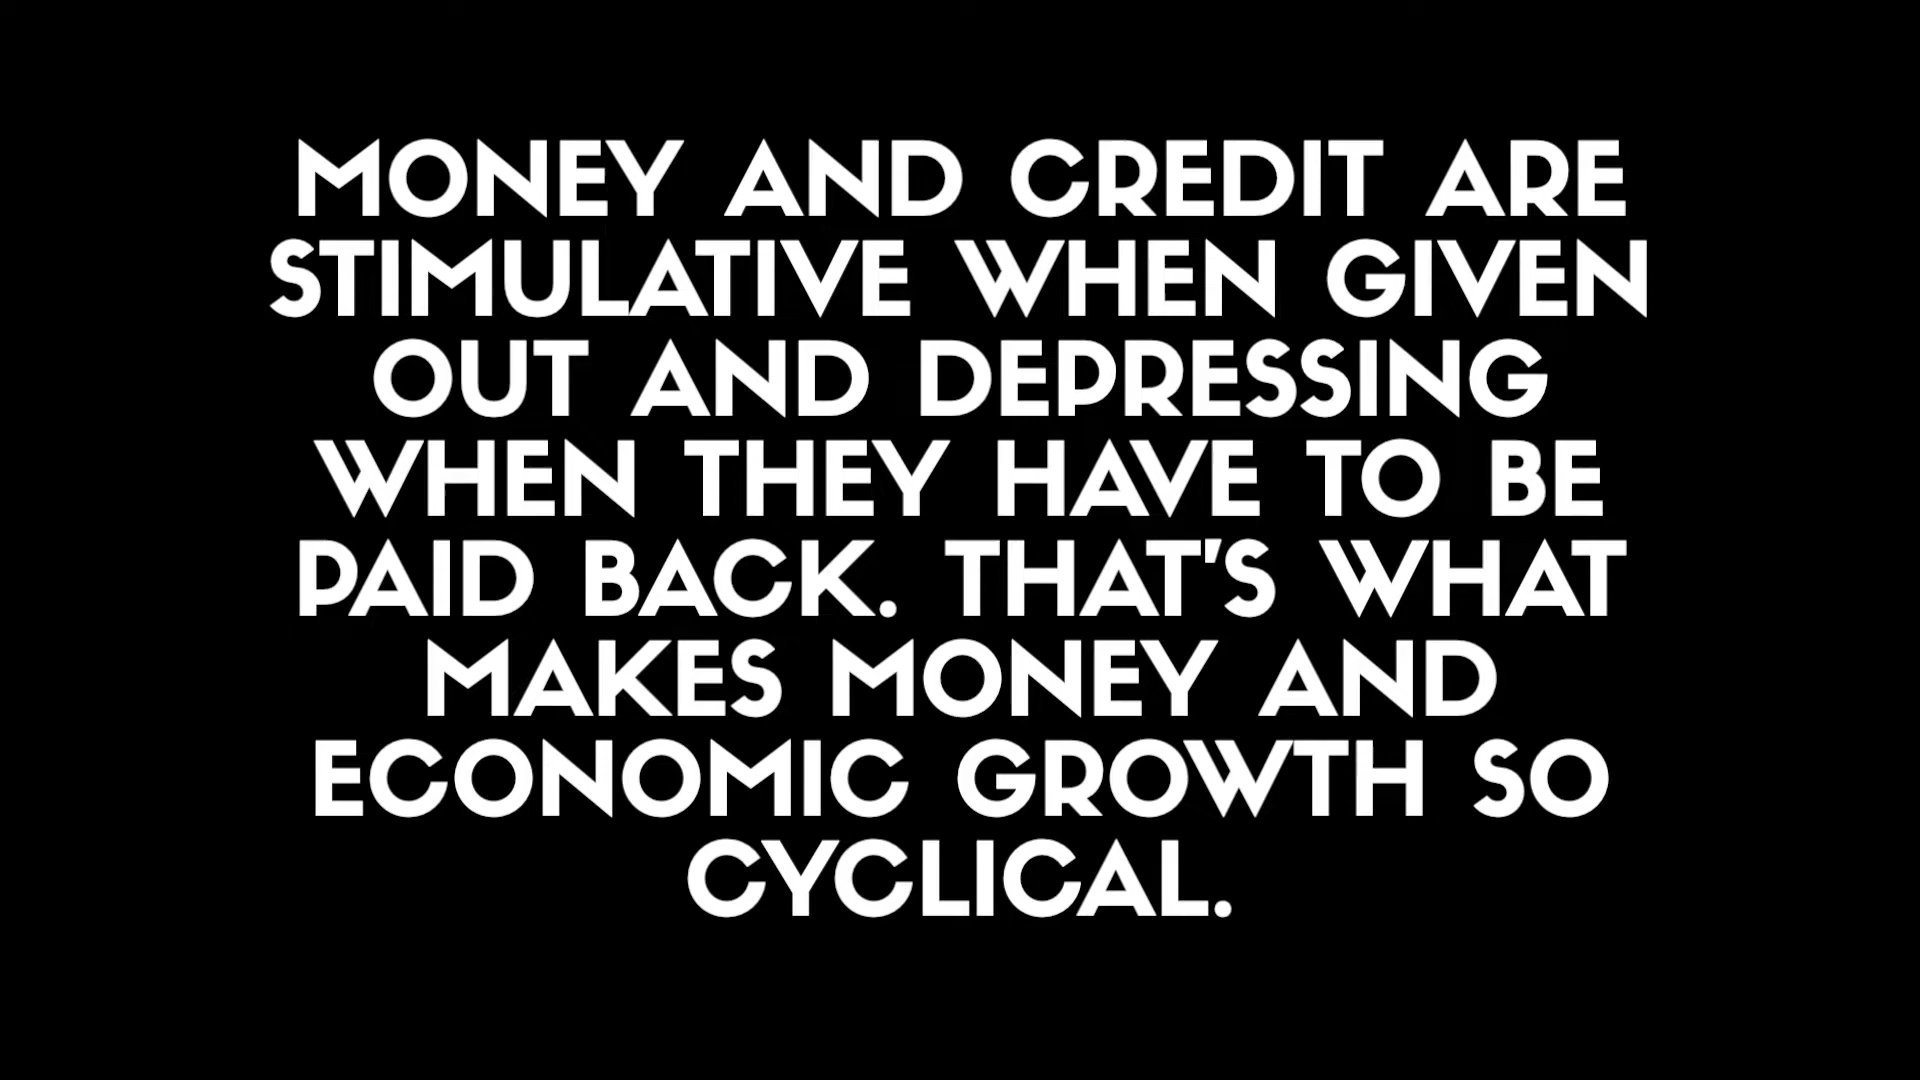 MONEY AND CREDIT ARE
STIMULATIVE WHEN GIVEN
OUT AND DEPRESSING
WHEN THEY HAVE TO BE
PAID BACK. THAT'S WHAT
MAKES MONEY AND
ECONOMIC GROWTH SO
CYCLICAL.